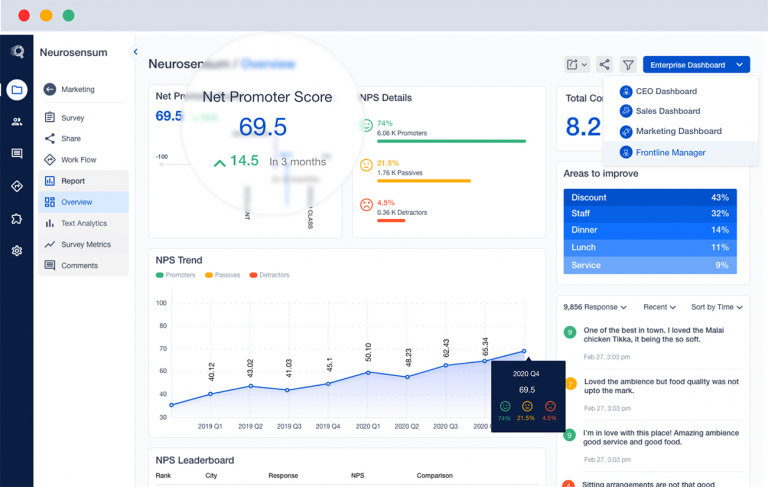 Neurosensum
Marketing
Survey
Share
Work Flow
Report
Overview
Text Analytics
Survey Metrics
Comments
Neurosensum / Overview
Enterprise Dashboard
CEO Dashboard
Sales Dashboard
Marketing Dashboard
Frontline Manager
Net
69.5
-100
Net Promoter Score
69.5
14.5 In 3 months
NPS Details
74%
6.06 K Promoters
21.5%
1.76 K Passives
4.5%
0.36 K Detractors
Total
8.2
Areas to improve
Discount 43%
Staff 32%
Dinner 14%
Lunch 11%
Service 9%
NPS Trend
Promoters Passives Detractors
100
80
70
60
40
30
40.12
43.02
41.03
45.1
50.10
48.23
62.43
65.34
2019 Q1 2019 Q2 2019 Q3 2019 Q4 2020 Q1 2020 Q2 2020 Q3
2020 Q4
69.5
74% 21.5% 4.5%
9,856 Response Recent Sort by Time
9
One of the best in town. I loved the Malai
chicken Tikka, it being the so soft.
Feb 27, 3:03 pm
7
Loved the ambience but food quality was not
upto the mark.
Feb 27, 3:03 pm
9
I'm in love with this place! Amazing ambience
good service and good food.
Feb 27, 3:03 pm
Sitting arrangements are not that good
NPS Leaderboard
Rank City Response NPS Comparison